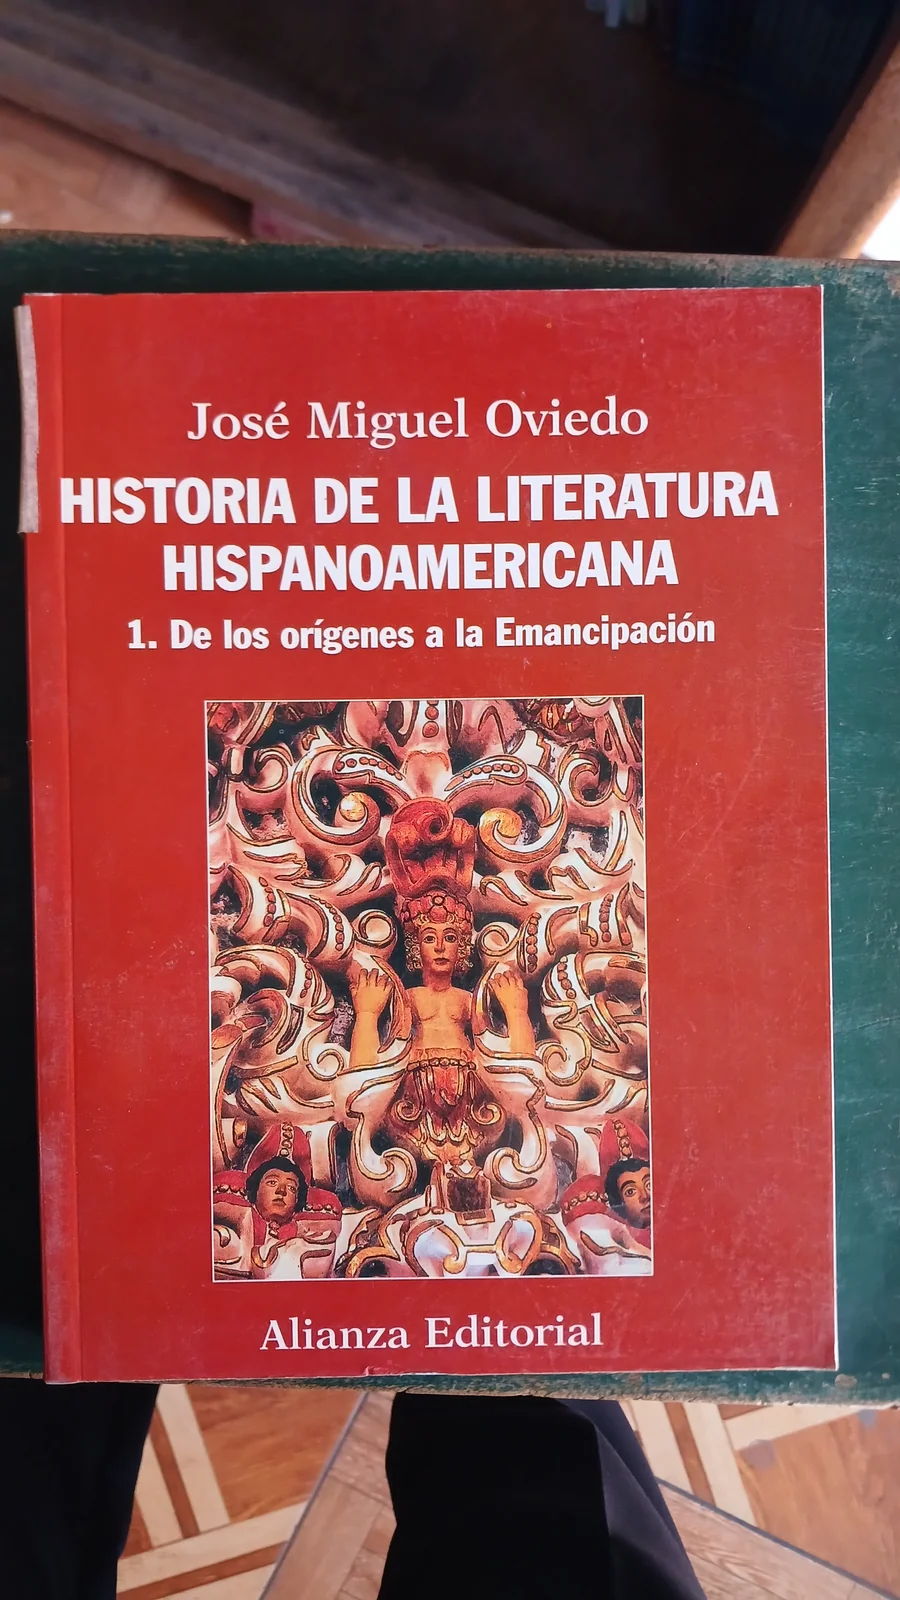 José Miguel Oviedo
HISTORIA DE LA LITERATURA
HISPANOAMERICANA
1. De los orígenes a la Emancipación
Alianza Editorial